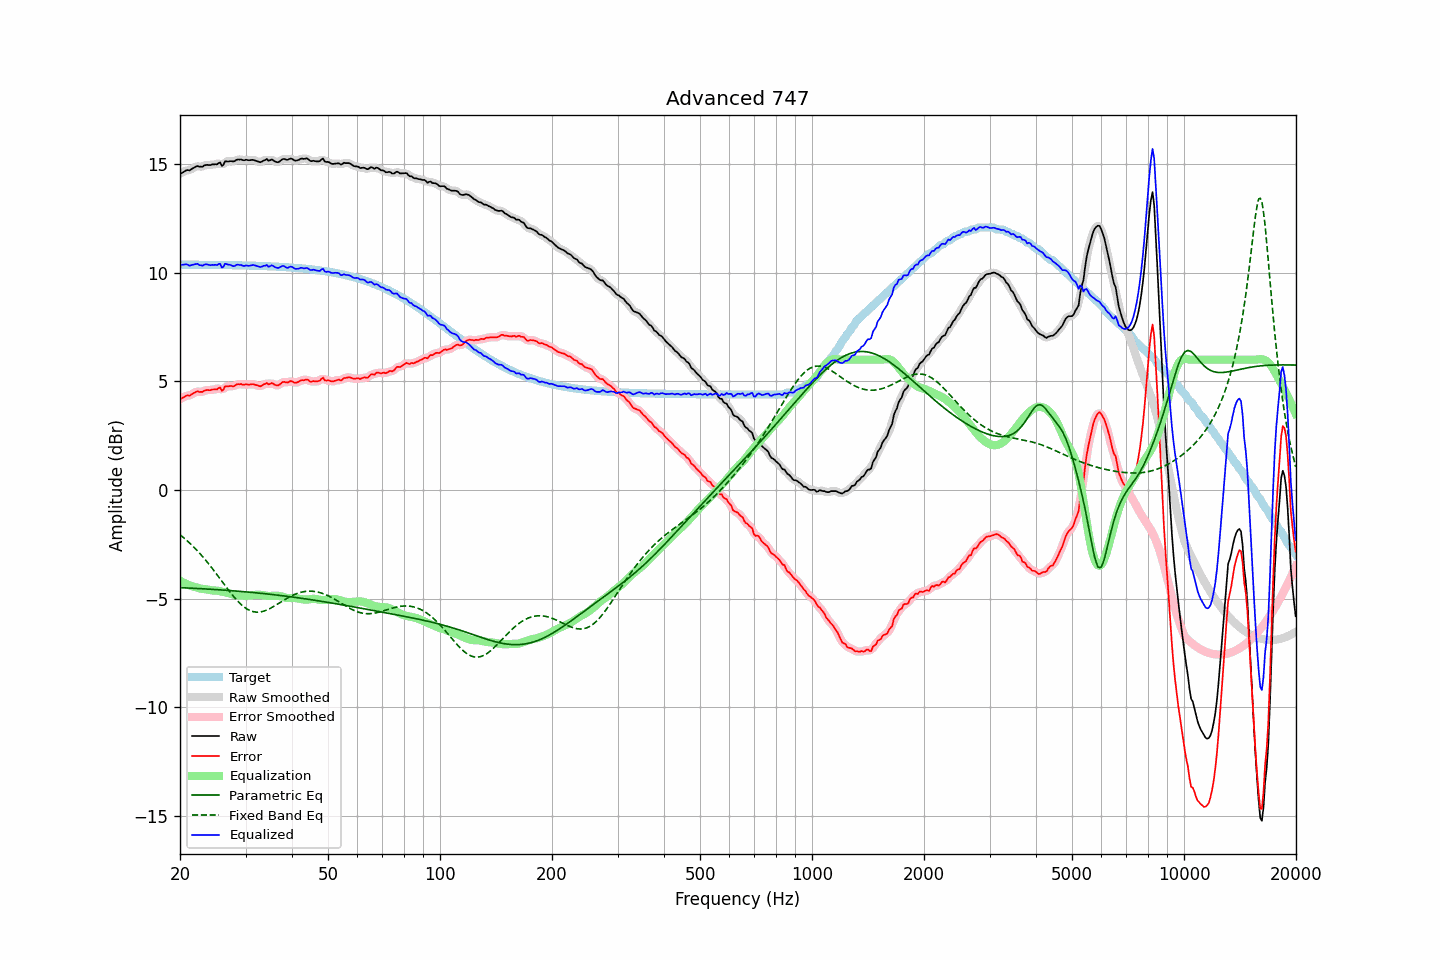 Advanced 747
Amplitude (dBr)
15
10
5
0
−5
−10
−15
Target
Raw Smoothed
Error Smoothed
Raw
Error
Equalization
Parametric Eq
Fixed Band Eq
Equalized
20 50 100 200 500 1000 2000 5000 10000 20000
Frequency (Hz)